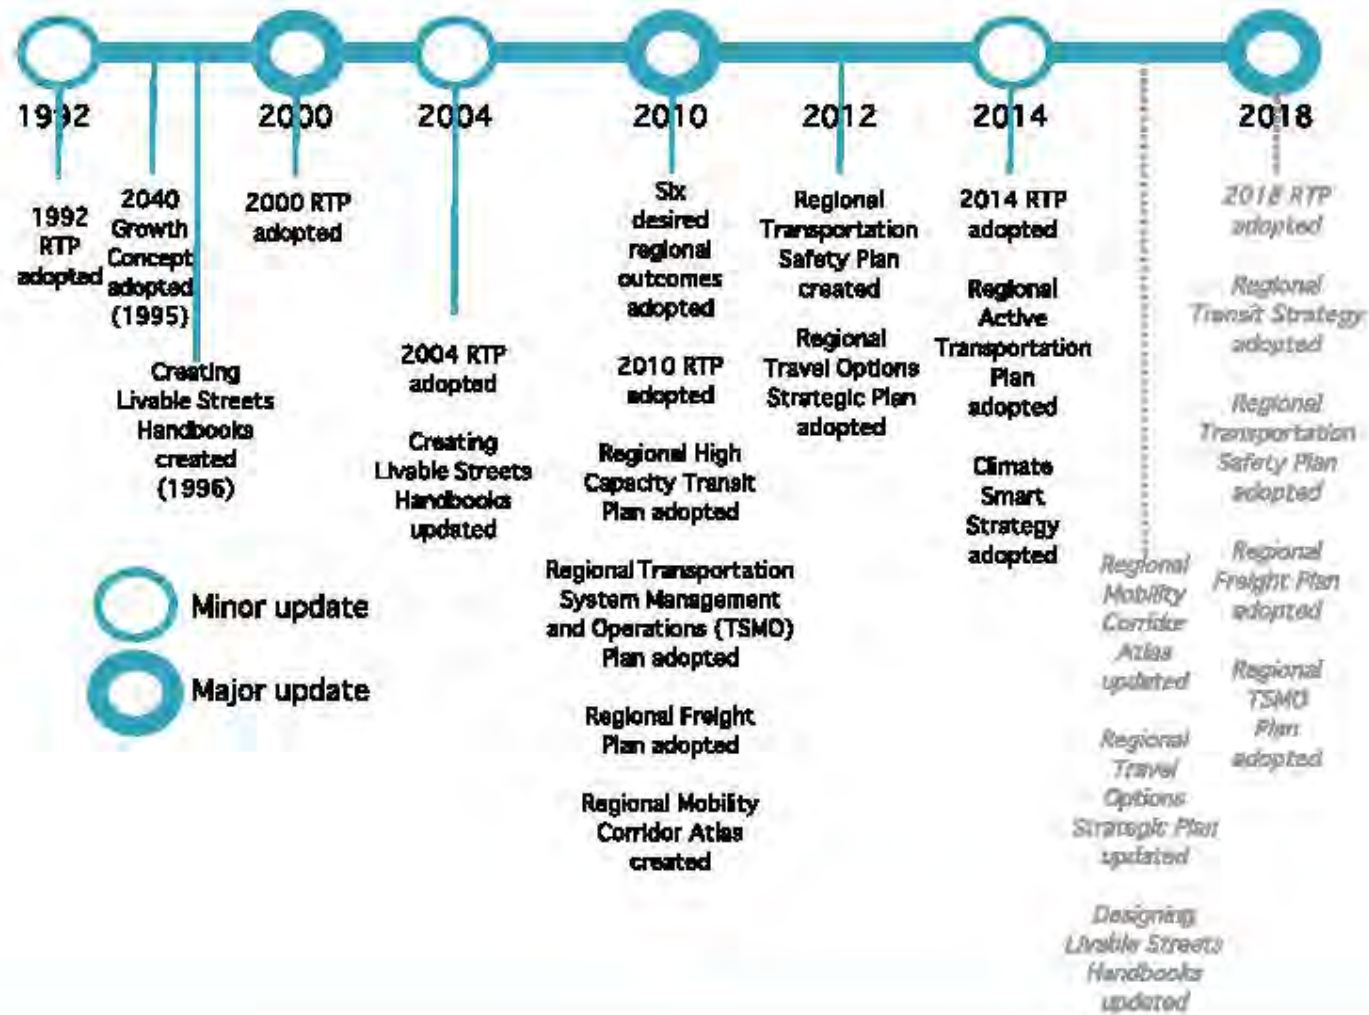 1992
2000
2004
2010
2012
2014
2018
1992
RTP
adopted
2040
Growth
Concept
adopted
(1995)
Creating
Livable Streets
Handbooks
created
(1996)
2000 RTP
adopted
2004 RTP
adopted
Creating
Livable Streets
Handbooks
updated
Six
desired
regional
outcomes
adopted
2010 RTP
adopted
Regional High
Capacity Transit
Plan adopted
Regional Transportation
System Management
and Operations (TSMO)
Plan adopted
Regional Freight
Plan adopted
Regional Mobility
Corridor Atlas
created
Regional
Transportation
Safety Plan
created
Regional
Travel Options
Strategic Plan
adopted
2014 RTP
adopted
Regional
Active
Transportation
Plan
adopted
Climate
Smart
Strategy
adopted
Regional
Mobility
Corridor
Atlas
updated
Regional
Travel
Options
Strategic Plan
updated
Designing
Livable Streets
Handbooks
updated
2018 RTP
adopted
Regional
Transit Strategy
adopted
Regional
Transportation
Safety Plan
adopted
Regional
Freight Plan
adopted
Regional
TSMO
Plan
adopted
Minor update
Major update